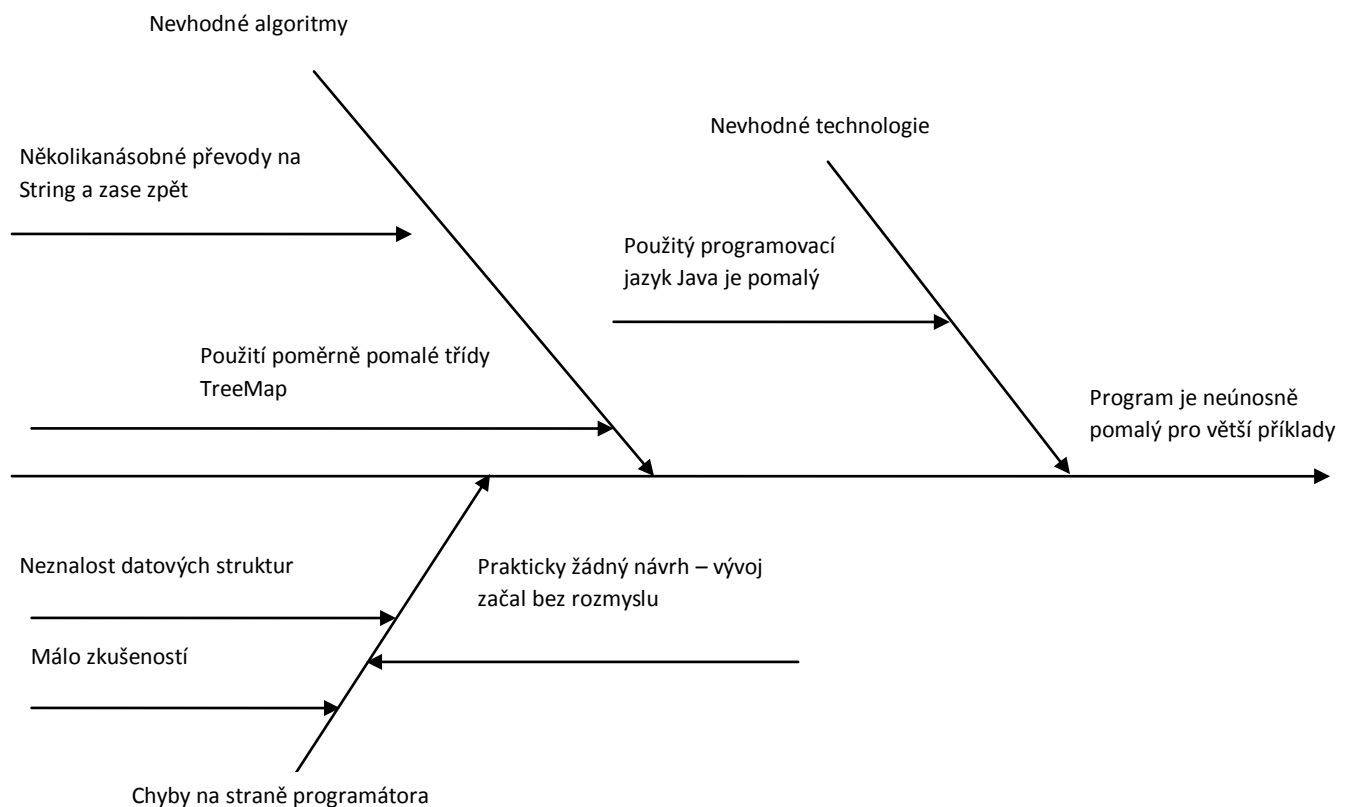 Nevhodné algoritmy
Nevhodné technologie
Několikanásobné převody na
String a zase zpět
Použitý programovací
jazyk Java je pomalý
Použití poměrně pomalé třídy
TreeMap
Program je neúnosně
pomalý pro větší příklady
Neznalost datových struktur
Prakticky žádný návrh – vývoj
začal bez rozmyslu
Málo zkušeností
Chyby na straně programátora